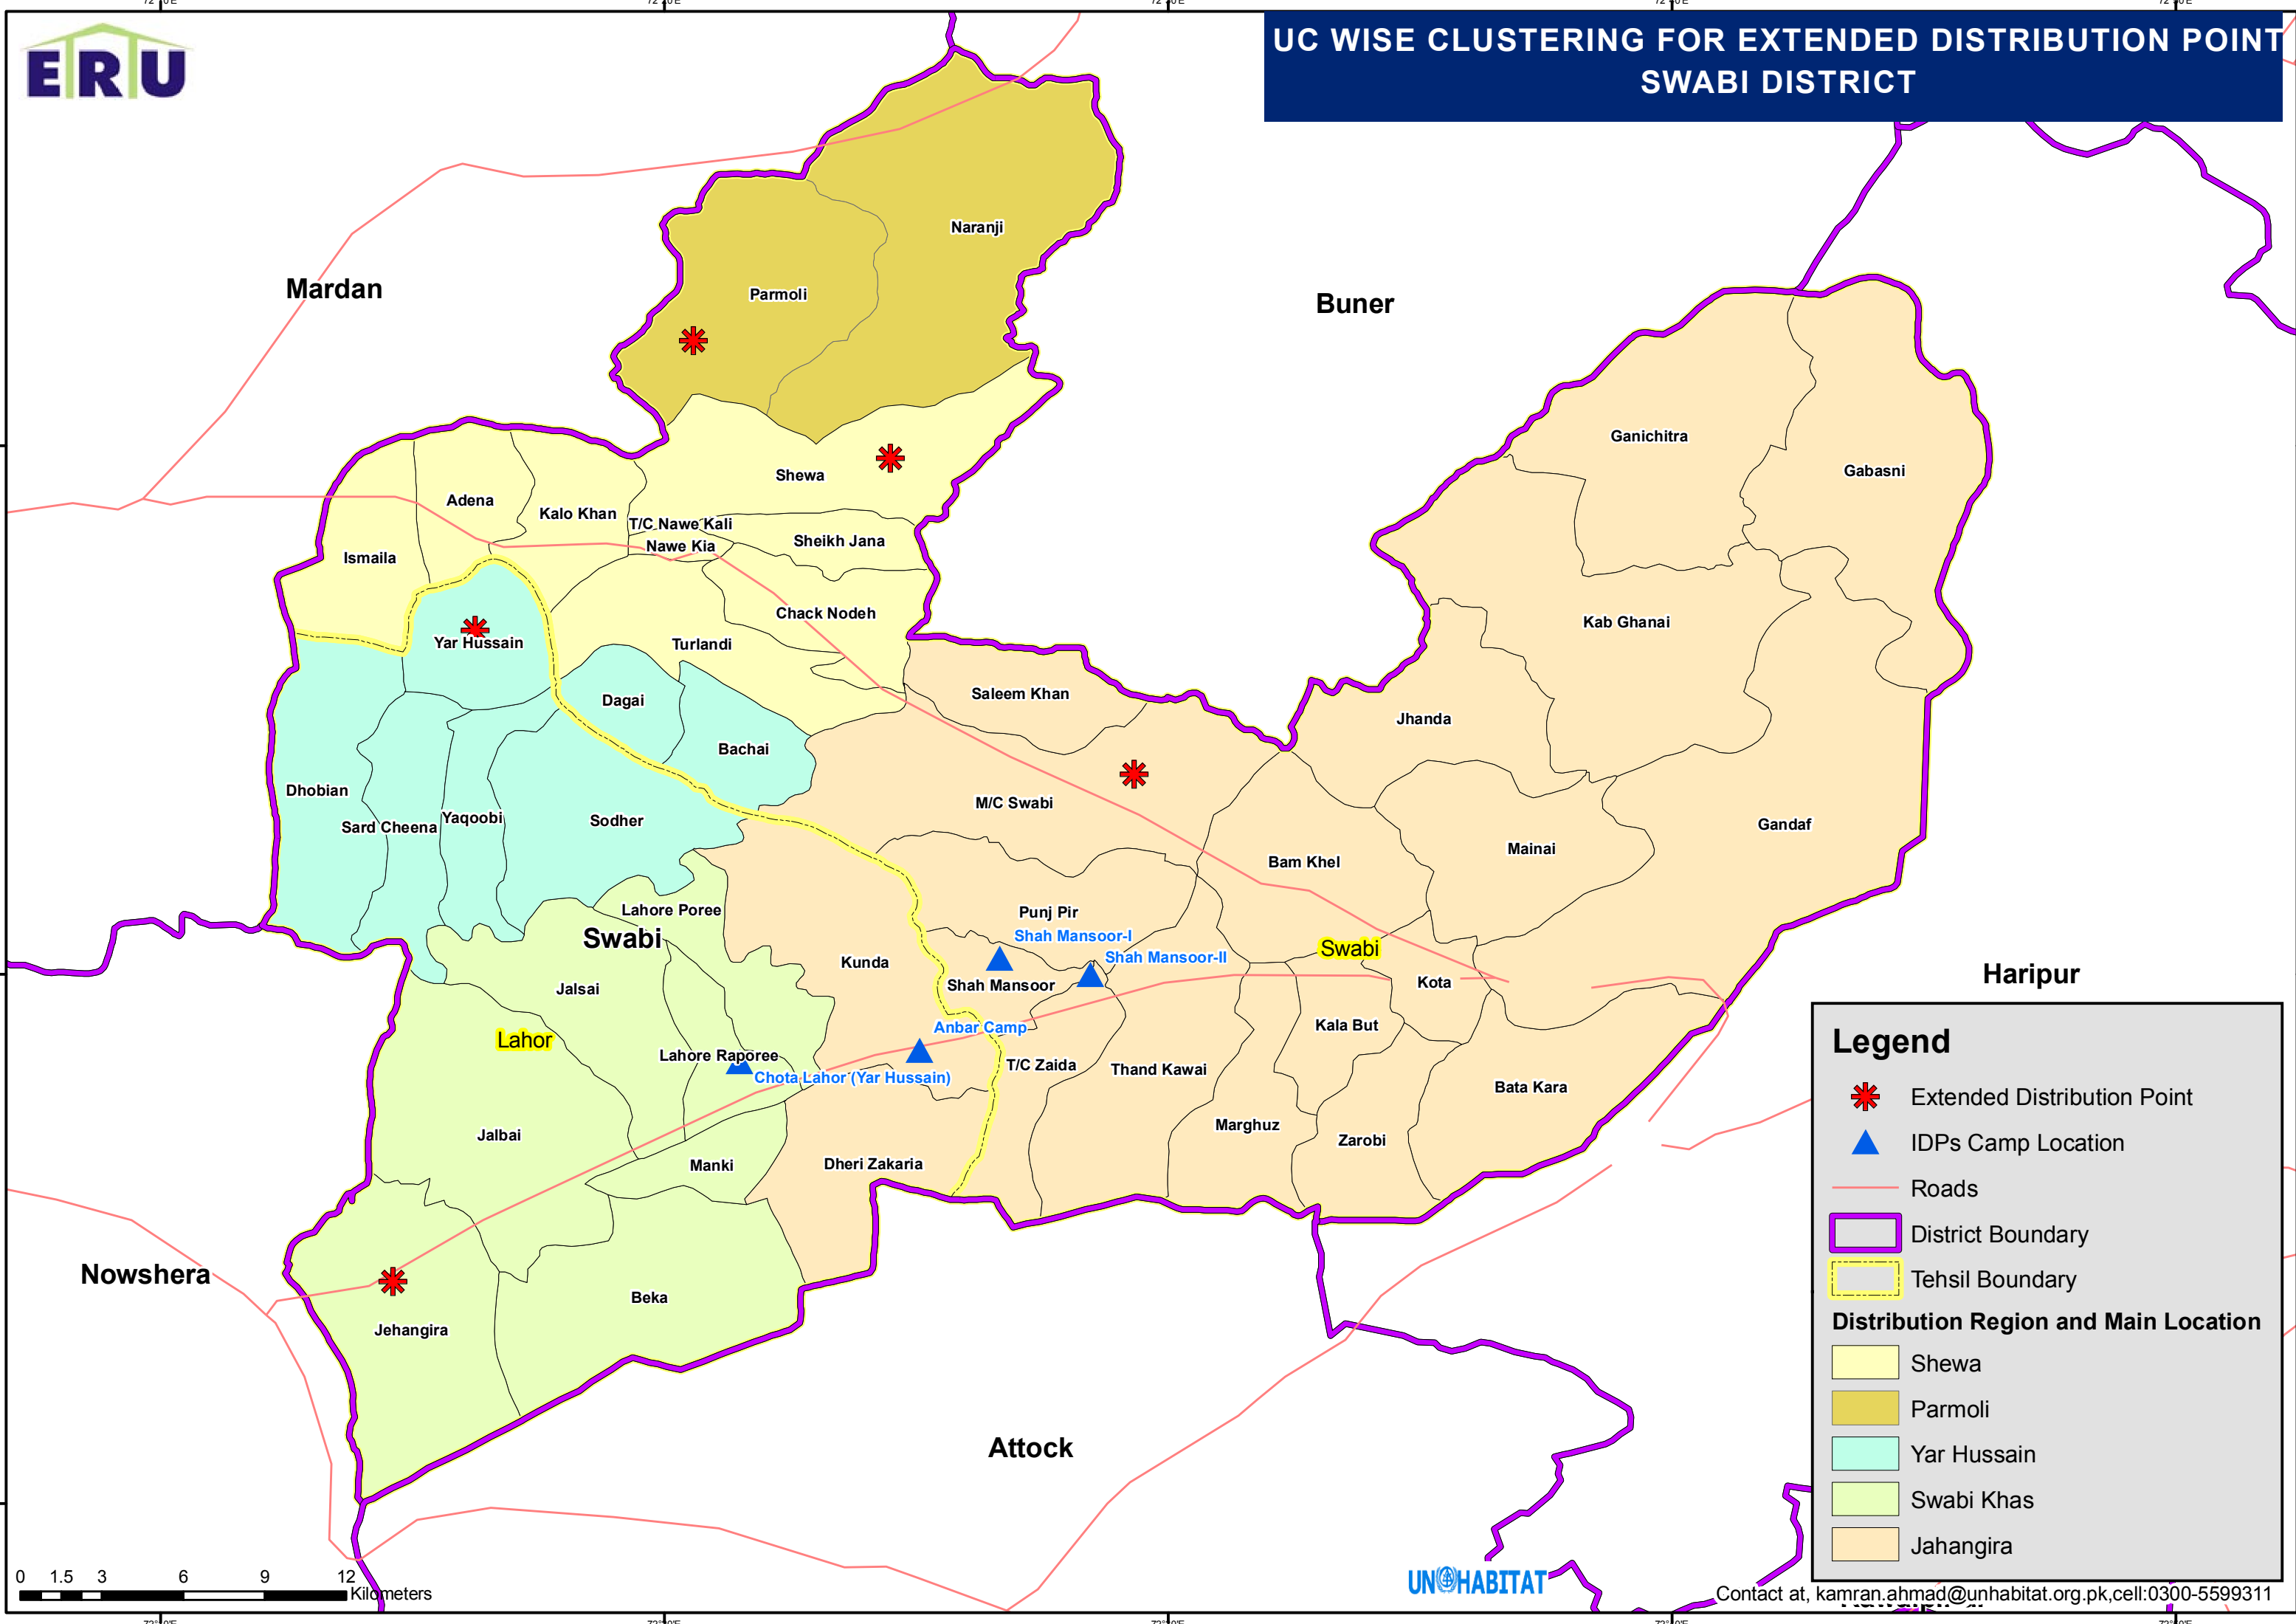 ERU
UC WISE CLUSTERING FOR EXTENDED DISTRIBUTION POINT
SWABI DISTRICT
Mardan
Buner
Naranji
Parmoli
Ganichitra
Gabasni
Shewa
Adena
Kalo Khan
T/C Nawe Kali
Nawe Kia
Sheikh Jana
Ismaila
Chack Nodeh
Kab Ghanai
Yar Hussain
Turlandi
Saleem Khan
Dagai
Jhanda
Bachai
Dhobian
M/C Swabi
Sard Cheena
Yaqoobi
Sodher
Gandaf
Mainai
Bam Khel
Lahore Poree
Punj Pir
Swabi
Shah Mansoor-I
Swabi
Shah Mansoor-II
Kunda
Haripur
Kota
Shah Mansoor
Jalsai
Anbar Camp
Kala But
Lahor
Lahore Raporee
T/C Zaida
Thand Kawai
Chota Lahor (Yar Hussain)
Bata Kara
Marghuz
Jalbai
Zarobi
Manki
Dheri Zakaria
Nowshera
Beka
Jehangira
Attock
Legend
Extended Distribution Point
IDPs Camp Location
Roads
District Boundary
Tehsil Boundary
Distribution Region and Main Location
Shewa
Parmoli
Yar Hussain
Swabi Khas
Jahangira
0 1.5 3 6 9 12
Kilometers
UN HABITAT
Contact at, kamran.ahmad@unhabitat.org.pk,cell:0300-5599311